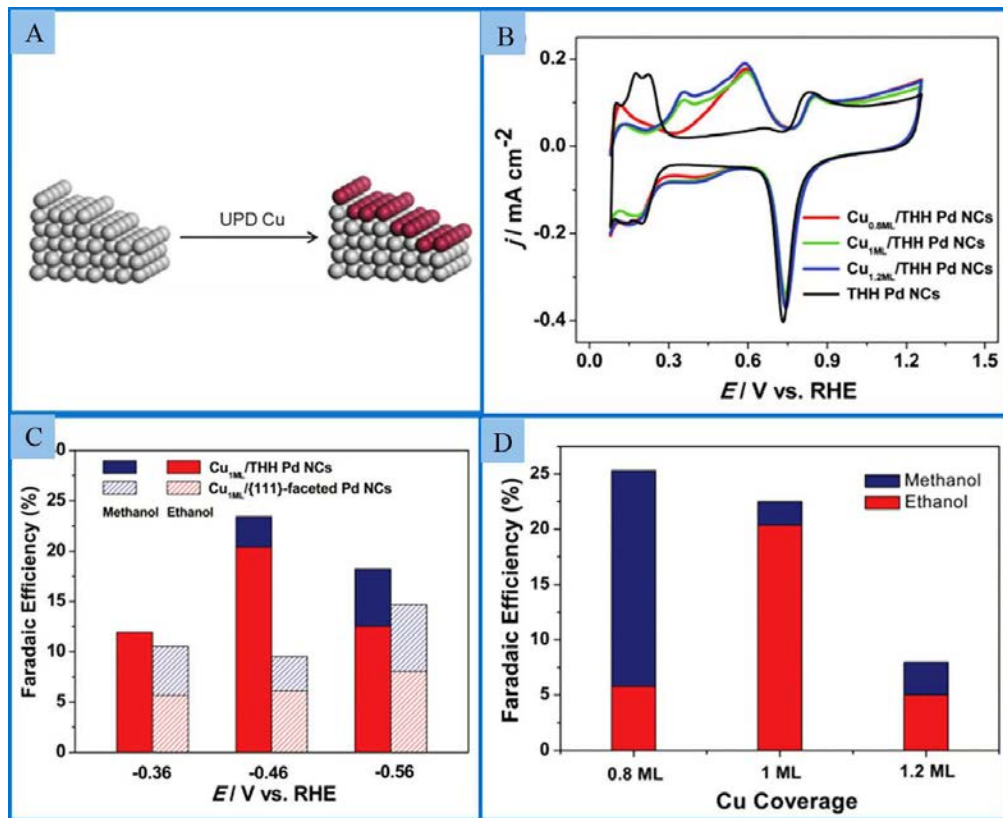 A
UPD Cu
B
0.2
0.0
-0.2
-0.4
j / mA cm-2
Cu0.8ML/THH Pd NCs
Cu1ML/THH Pd NCs
Cu1.2ML/THH Pd NCs
THH Pd NCs
0.0 0.3 0.6 0.9 1.2 1.5
E / V vs. RHE
C
30
25
20
15
10
5
0
Faradaic Efficiency (%)
Cu1ML/THH Pd NCs
Cu1ML/{111}-faceted Pd NCs
Methanol Ethanol
-0.36 -0.46 -0.56
E / V vs. RHE
D
25
20
15
10
5
0
Faradaic Efficiency (%)
Methanol
Ethanol
0.8 ML 1 ML 1.2 ML
Cu Coverage